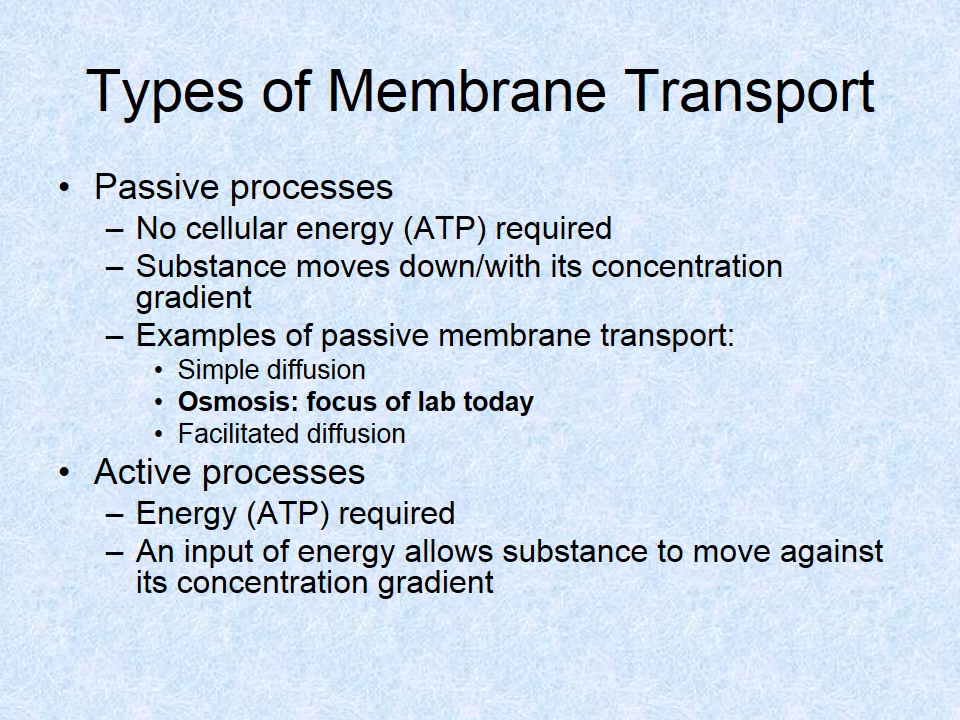 Types of Membrane Transport
• Passive processes
– No cellular energy (ATP) required
– Substance moves down/with its concentration
gradient
– Examples of passive membrane transport:
• Simple diffusion
• Osmosis: focus of lab today
• Facilitated diffusion
• Active processes
– Energy (ATP) required
– An input of energy allows substance to move against
its concentration gradient